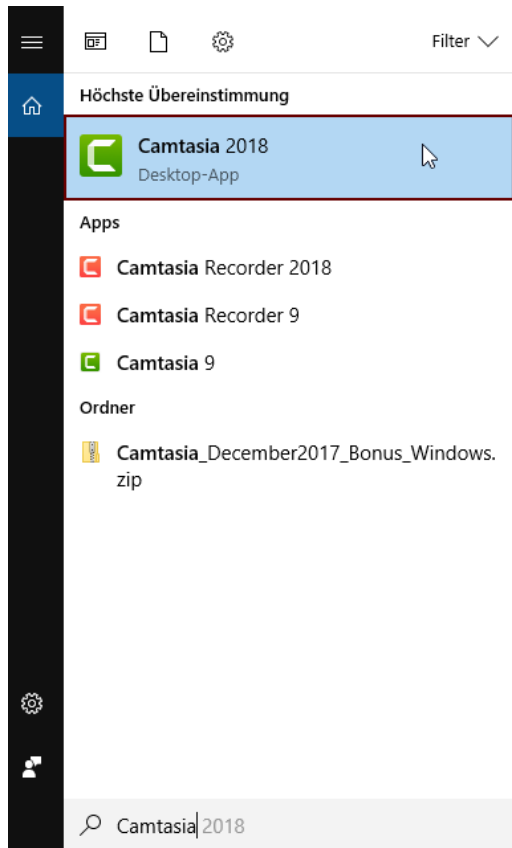 Filter
Höchste Übereinstimmung
Camtasia 2018
Desktop-App
Apps
Camtasia Recorder 2018
Camtasia Recorder 9
Camtasia 9
Ordner
Camtasia_December2017_Bonus_Windows.
zip
Camtasia 2018